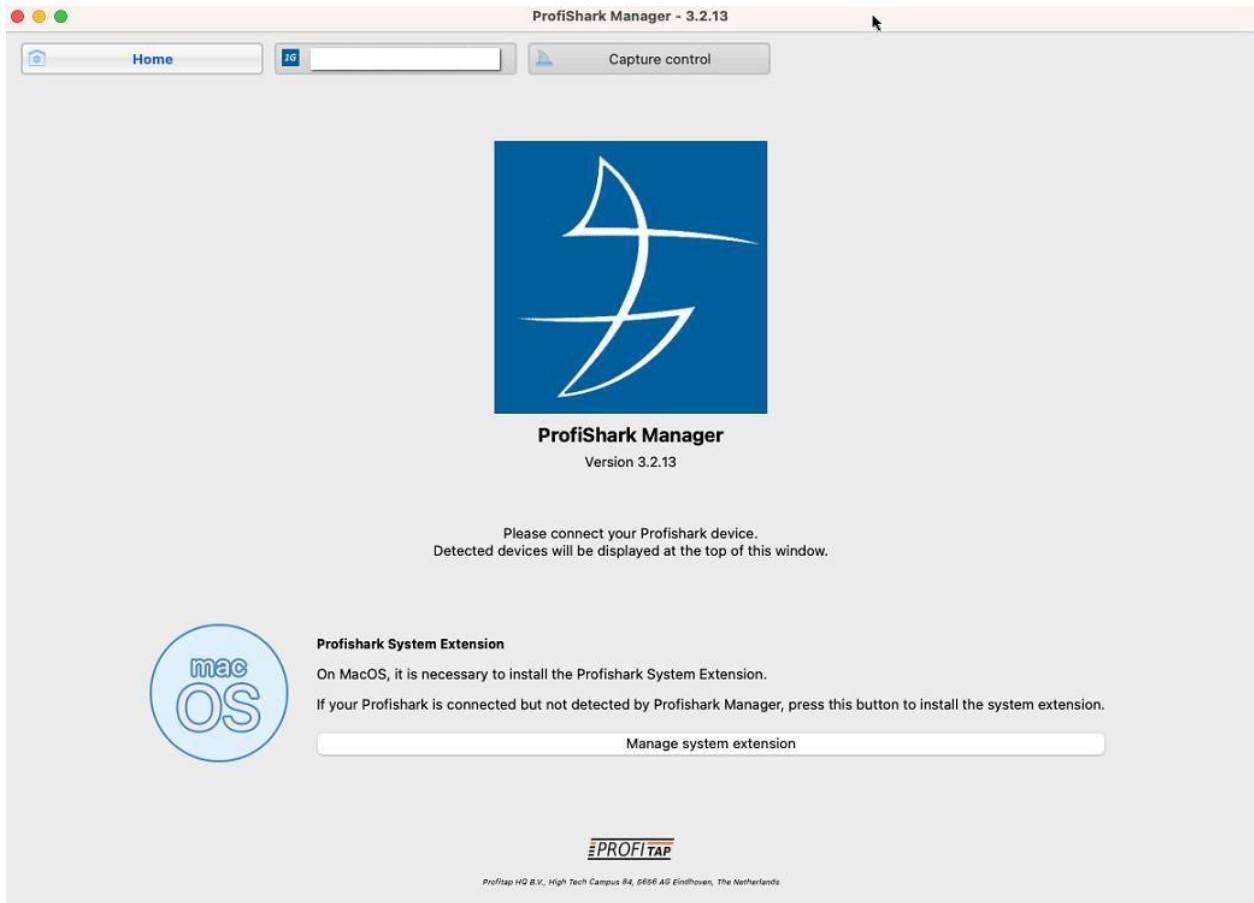 ProfiShark Manager - 3.2.13
Home
1G
Capture control
ProfiShark Manager
Version 3.2.13
Please connect your Profishark device.
Detected devices will be displayed at the top of this window.
mac
OS
Profishark System Extension
On MacOS, it is necessary to install the Profishark System Extension.
If your Profishark is connected but not detected by Profishark Manager, press this button to install the system extension.
Manage system extension
PROFITAP
Profitap HQ B.V., High Tech Campus 84, 5656 AG Eindhoven, The Netherlands